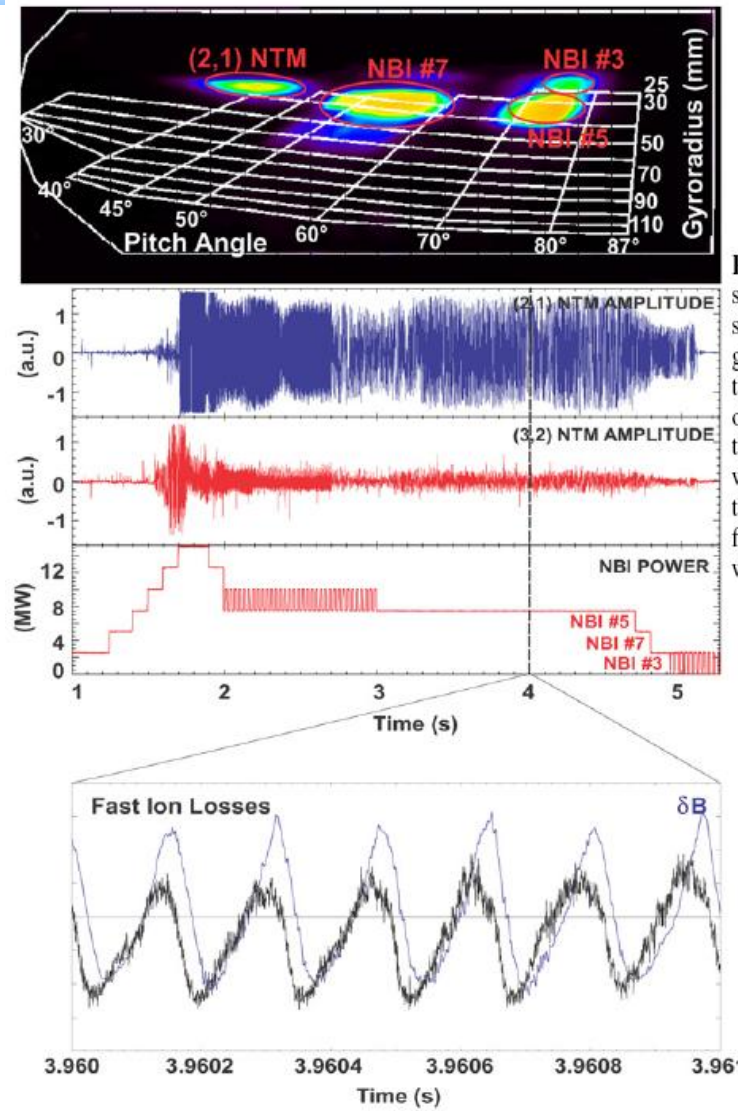 (2,1) NTM
NBI #7
NBI #3
NBI #5
25
30
50
70
90
110
Gyroradius (mm)
30°
40°
45°
50°
60°
70°
80°
87°
Pitch Angle
(2,1) NTM AMPLITUDE
1
0
-1
(a.u.)
(3,2) NTM AMPLITUDE
1
0
-1
(a.u.)
NBI POWER
12
8
4
0
(MW)
NBI #5
NBI #7
NBI #3
1 2 3 4 5
Time (s)
Fast Ion Losses
δB
3.960 3.9602 3.9604 3.9606 3.9608 3.961
Time (s)